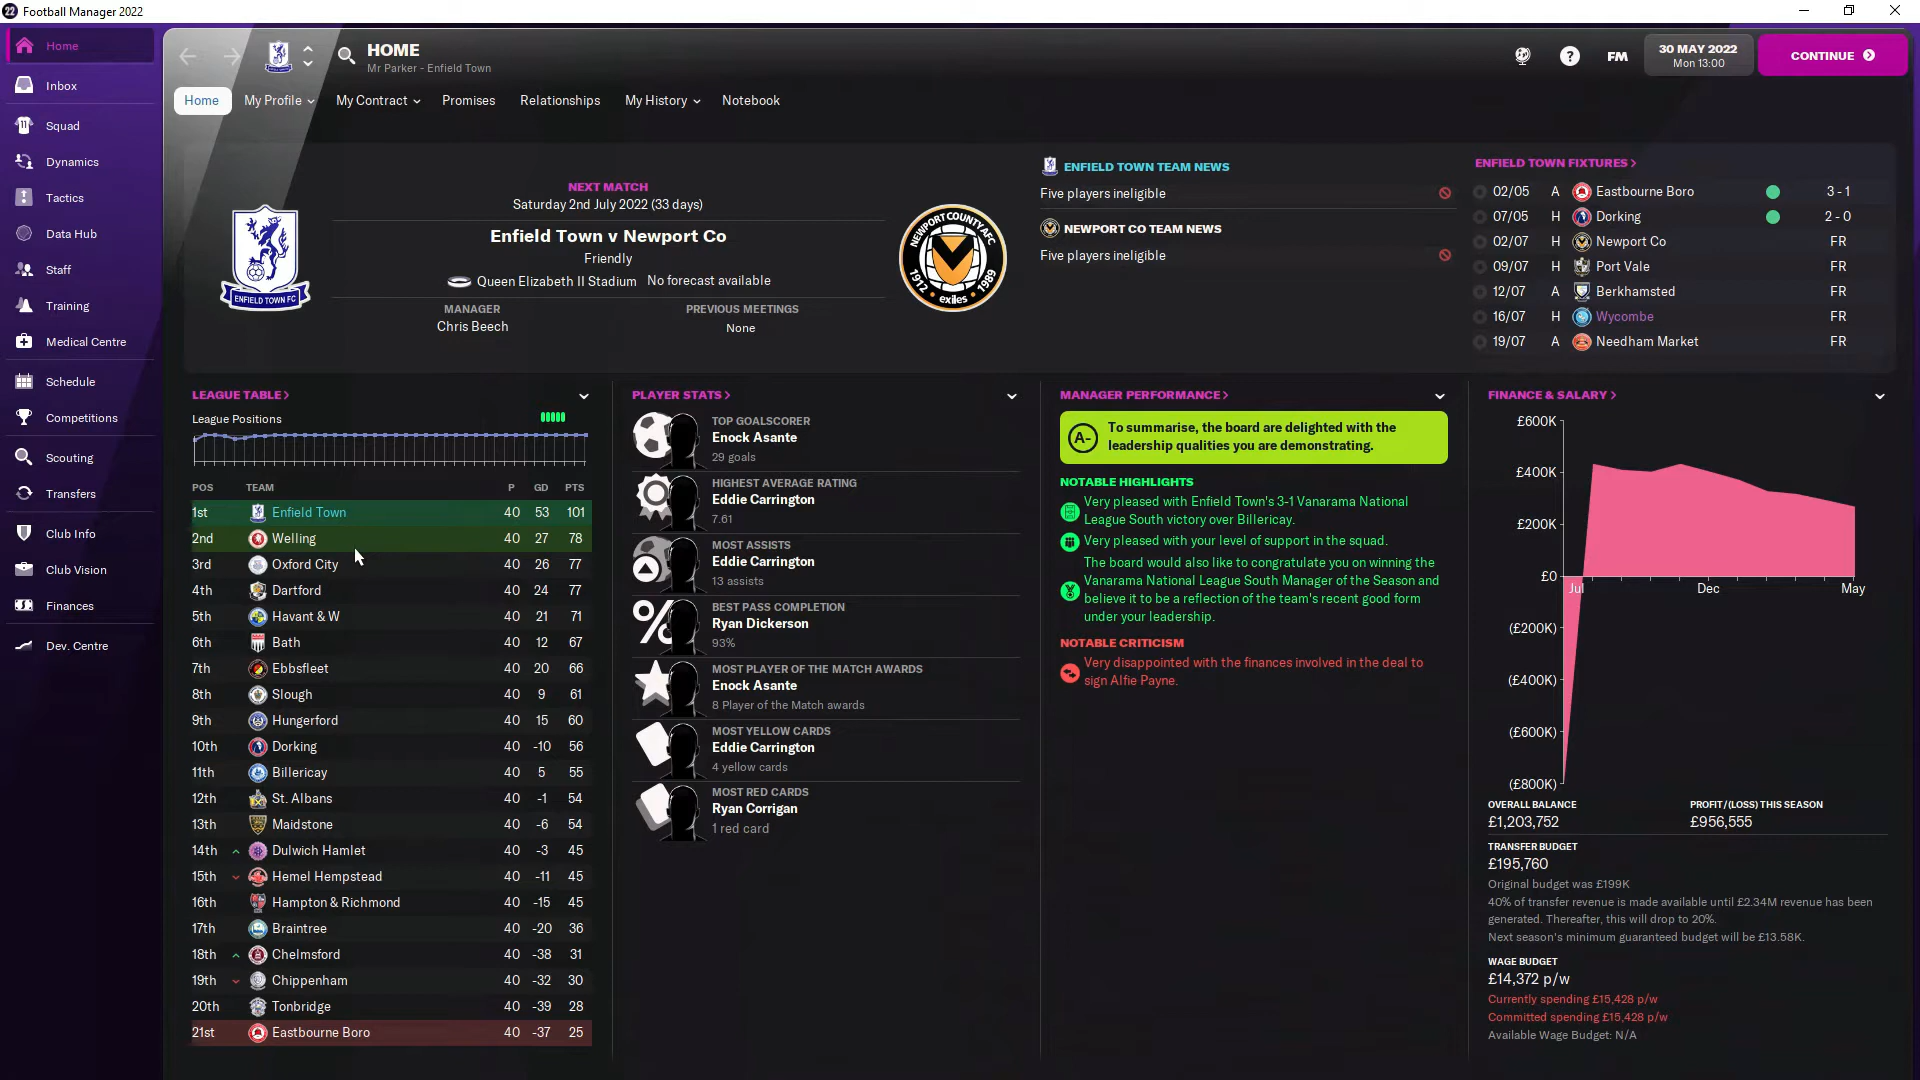 22 Football Manager 2022
Home
Inbox
Squad
Dynamics
Tactics
Data Hub
Staff
Training
Medical Centre
Schedule
Competitions
Scouting
Transfers
Club Info
Club Vision
Finances
Dev. Centre
HOME
Mr Parker - Enfield Town
FM
30 MAY 2022
Mon 13:00
CONTINUE
Home My Profile My Contract Promises Relationships My History Notebook
NEXT MATCH
Saturday 2nd July 2022 (33 days)
Enfield Town v Newport Co
Friendly
Queen Elizabeth II Stadium No forecast available
MANAGER
Chris Beech
PREVIOUS MEETINGS
None
ENFIELD TOWN FC
NEWPORT COUNTY AFC
1912 1989
exiles
ENFIELD TOWN TEAM NEWS
Five players ineligible
NEWPORT CO TEAM NEWS
Five players ineligible
ENFIELD TOWN FIXTURES >
02/05 A Eastbourne Boro 3 - 1
07/05 H Dorking 2 - 0
02/07 H Newport Co FR
09/07 H Port Vale FR
12/07 A Berkhamsted FR
16/07 H Wycombe FR
19/07 A Needham Market FR
LEAGUE TABLE >
League Positions
POS TEAM P GD PTS
1st Enfield Town 40 53 101
2nd Welling 40 27 78
3rd Oxford City 40 26 77
4th Dartford 40 24 77
5th Havant & W 40 21 71
6th Bath 40 12 67
7th Ebbsfleet 40 20 66
8th Slough 40 9 61
9th Hungerford 40 15 60
10th Dorking 40 -10 56
11th Billericay 40 5 55
12th St. Albans 40 -1 54
13th Maidstone 40 -6 54
14th Dulwich Hamlet 40 -3 45
15th Hemel Hempstead 40 -11 45
16th Hampton & Richmond 40 -15 45
17th Braintree 40 -20 36
18th Chelmsford 40 -38 31
19th Chippenham 40 -32 30
20th Tonbridge 40 -39 28
21st Eastbourne Boro 40 -37 25
PLAYER STATS >
TOP GOALSCORER
Enock Asante
29 goals
HIGHEST AVERAGE RATING
Eddie Carrington
7.61
MOST ASSISTS
Eddie Carrington
13 assists
BEST PASS COMPLETION
Ryan Dickerson
93%
MOST PLAYER OF THE MATCH AWARDS
Enock Asante
8 Player of the Match awards
MOST YELLOW CARDS
Eddie Carrington
4 yellow cards
MOST RED CARDS
Ryan Corrigan
1 red card
MANAGER PERFORMANCE >
A-
To summarise, the board are delighted with the
leadership qualities you are demonstrating.
NOTABLE HIGHLIGHTS
Very pleased with Enfield Town's 3-1 Vanarama National
League South victory over Billericay.
Very pleased with your level of support in the squad.
The board would also like to congratulate you on winning the
Vanarama National League South Manager of the Season and
believe it to be a reflection of the team's recent good form
under your leadership.
NOTABLE CRITICISM
Very disappointed with the finances involved in the deal to
sign Alfie Payne.
FINANCE & SALARY >
£600K
£400K
£200K
£0
(£200K)
(£400K)
(£600K)
(£800K)
Jul Dec May
OVERALL BALANCE
£1,203,752
PROFIT/(LOSS) THIS SEASON
£956,555
TRANSFER BUDGET
£195,760
Original budget was £199K
40% of transfer revenue is made available until £2.34M revenue has been
generated. Thereafter, this will drop to 20%.
Next season's minimum guaranteed budget will be £13.58K.
WAGE BUDGET
£14,372 p/w
Currently spending £15,428 p/w
Committed spending £15,428 p/w
Available Wage Budget: N/A